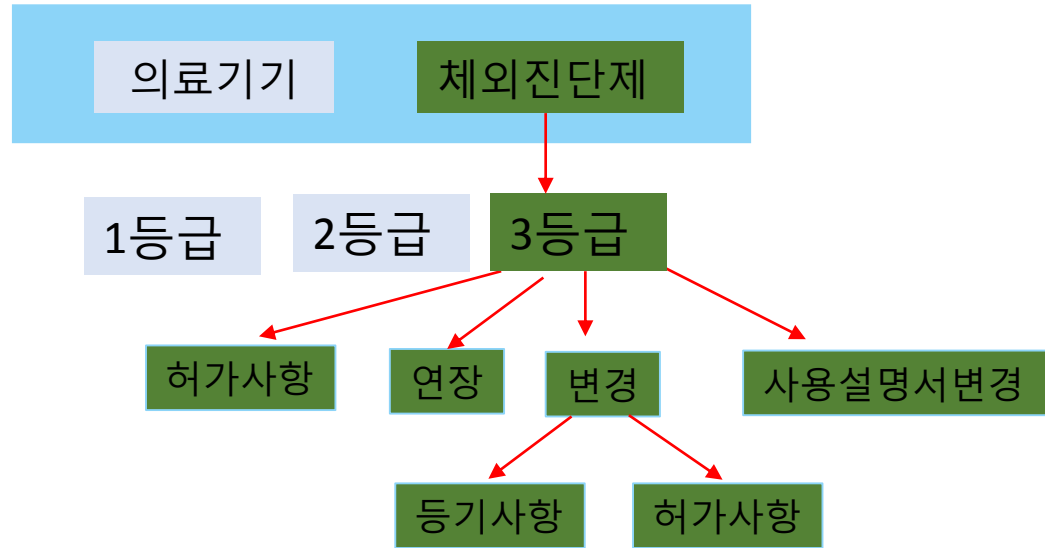 의료기기
체외진단제
1등급
2등급
3등급
허가사항
연장
변경
사용설명서변경
등기사항
허가사항